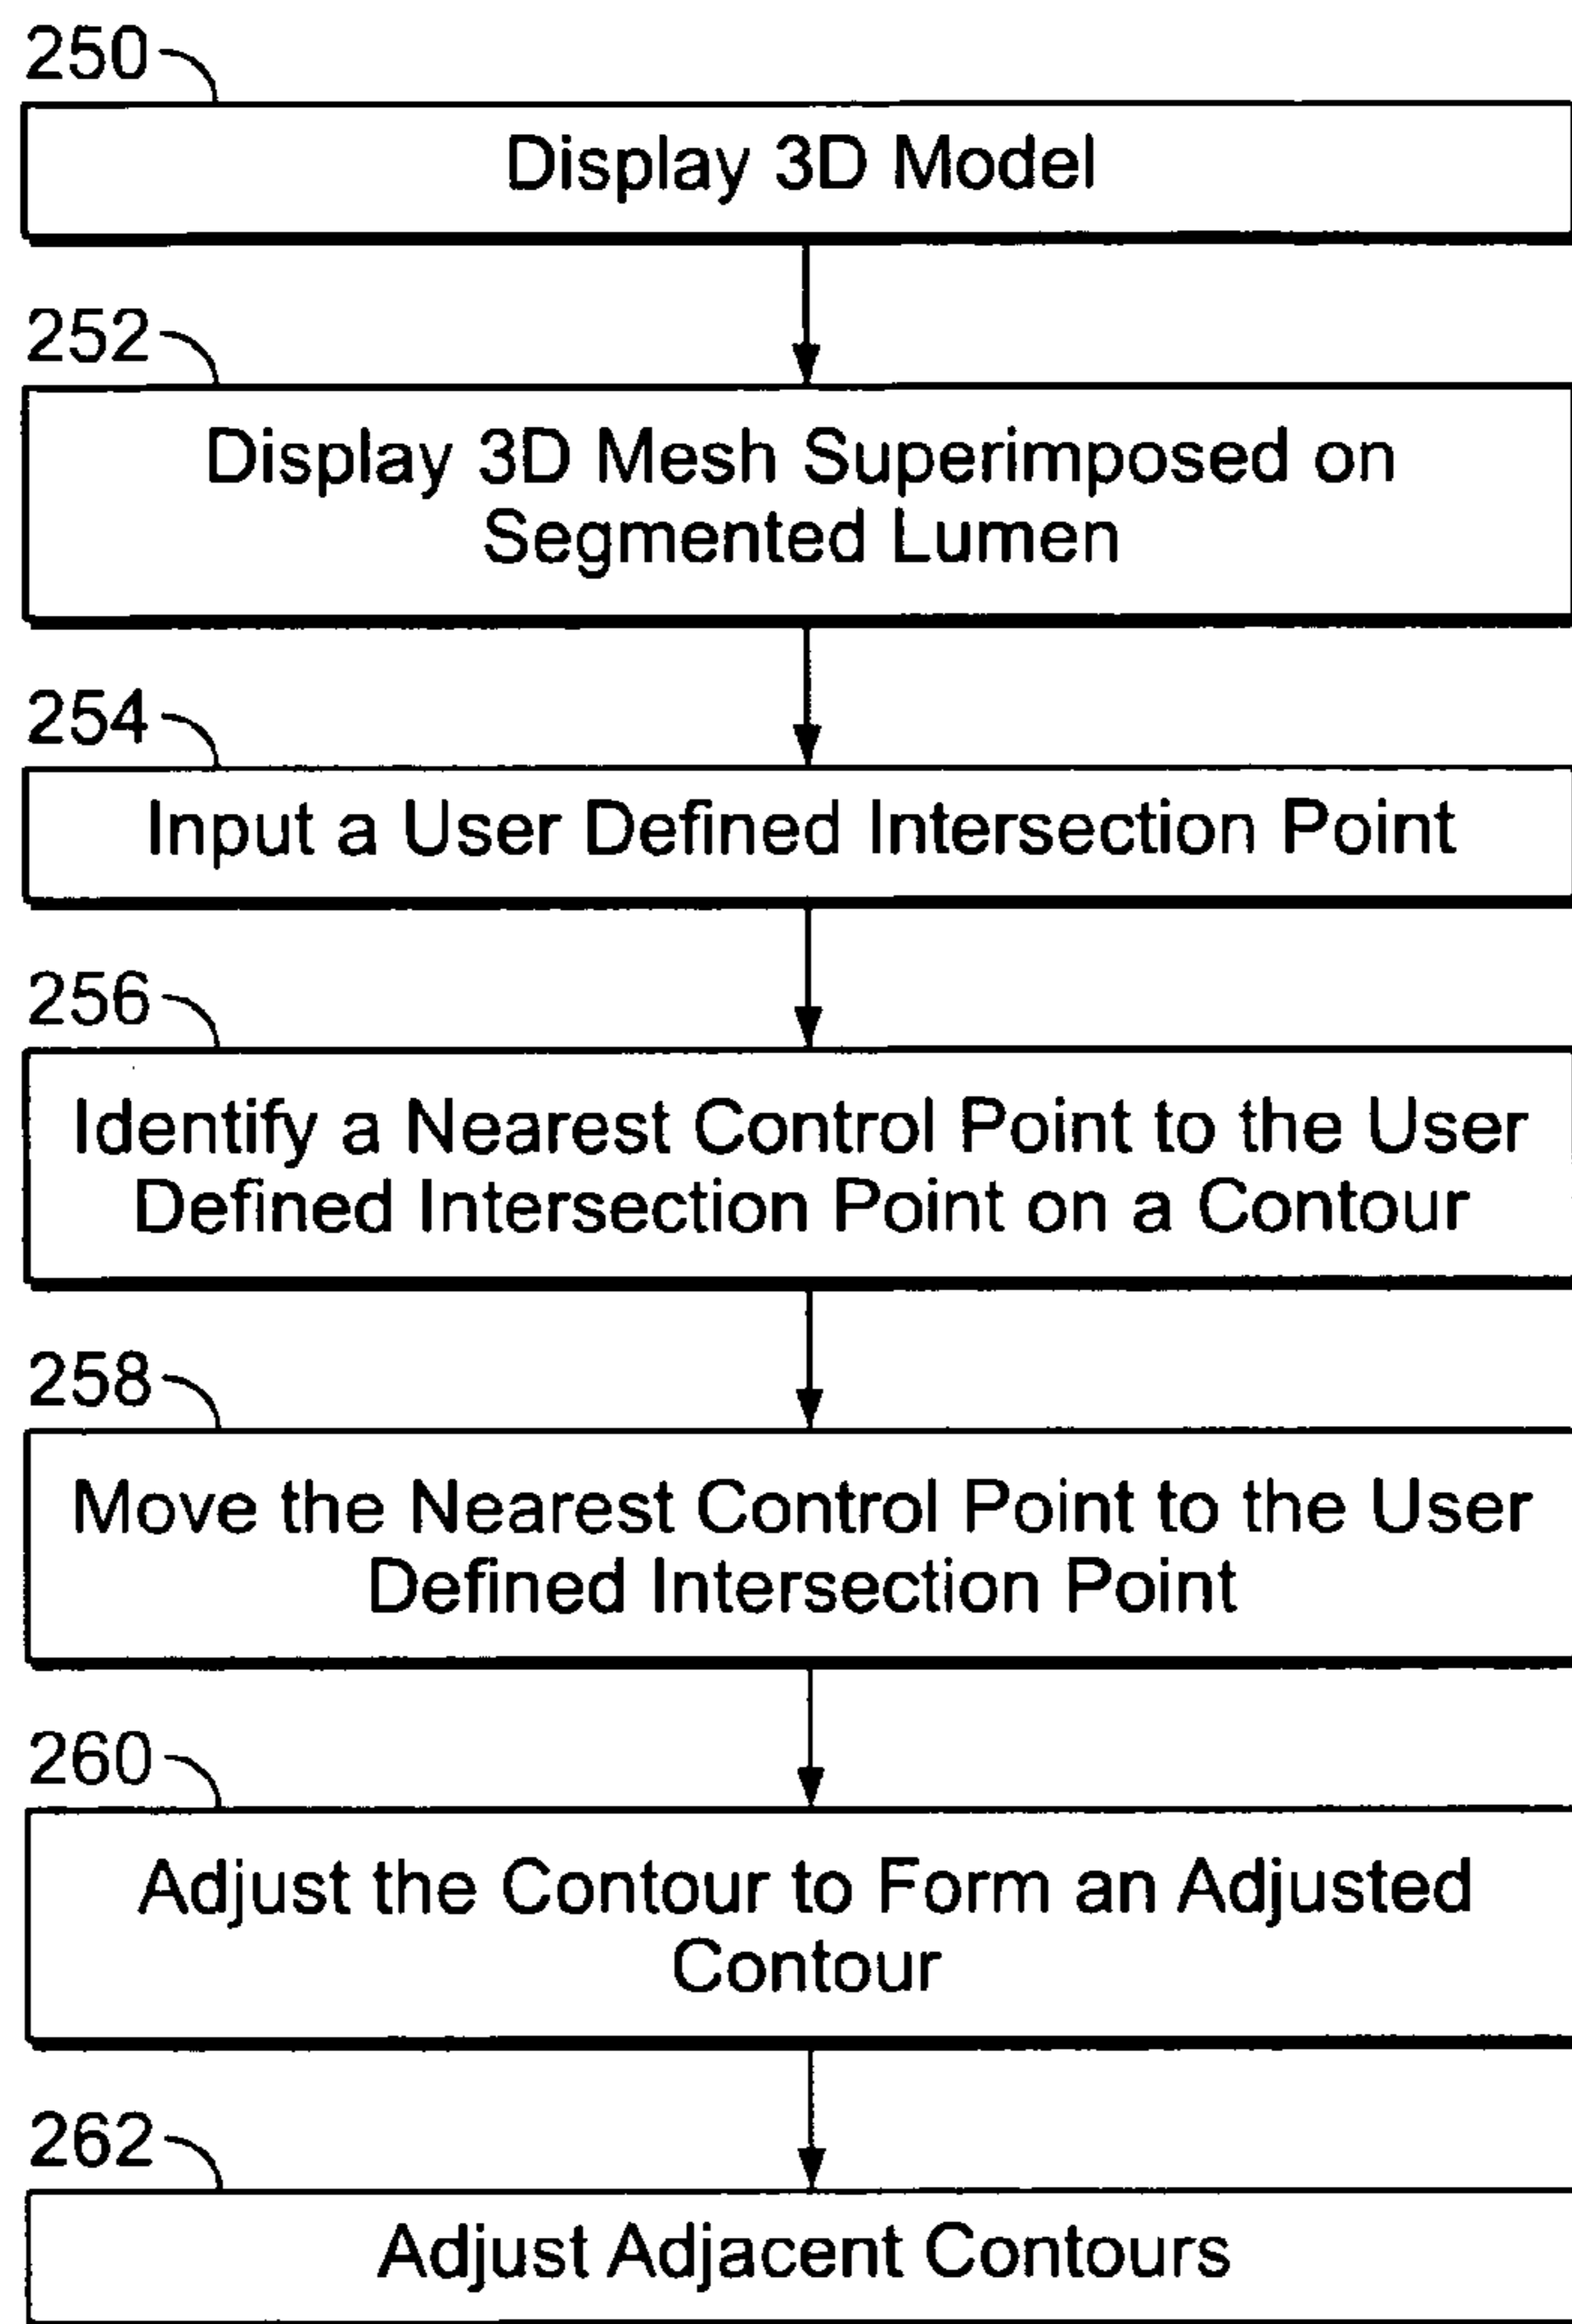 250
Display 3D Model
252
Display 3D Mesh Superimposed on
Segmented Lumen
254
Input a User Defined Intersection Point
256
Identify a Nearest Control Point to the User
Defined Intersection Point on a Contour
258
Move the Nearest Control Point to the User
Defined Intersection Point
260
Adjust the Contour to Form an Adjusted
Contour
262
Adjust Adjacent Contours